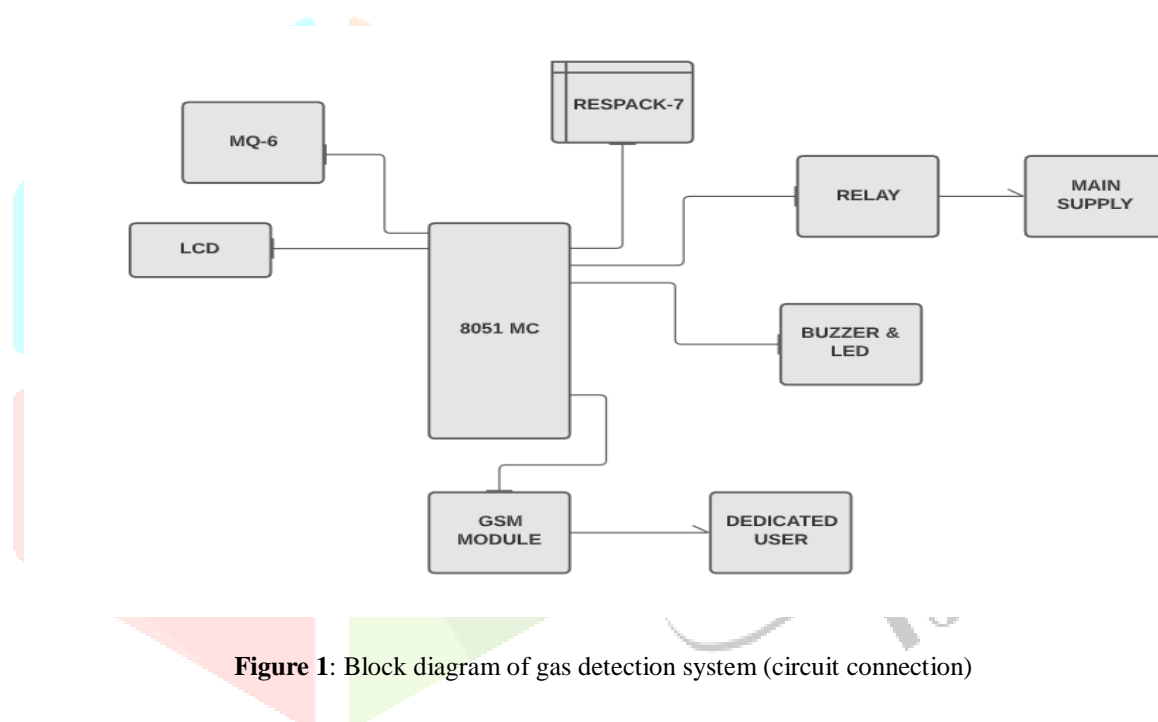 RESPACK-7
MQ-6
RELAY
MAIN
SUPPLY
LCD
8051 MC
BUZZER &
LED
GSM
MODULE
DEDICATED
USER
Figure 1: Block diagram of gas detection system (circuit connection)